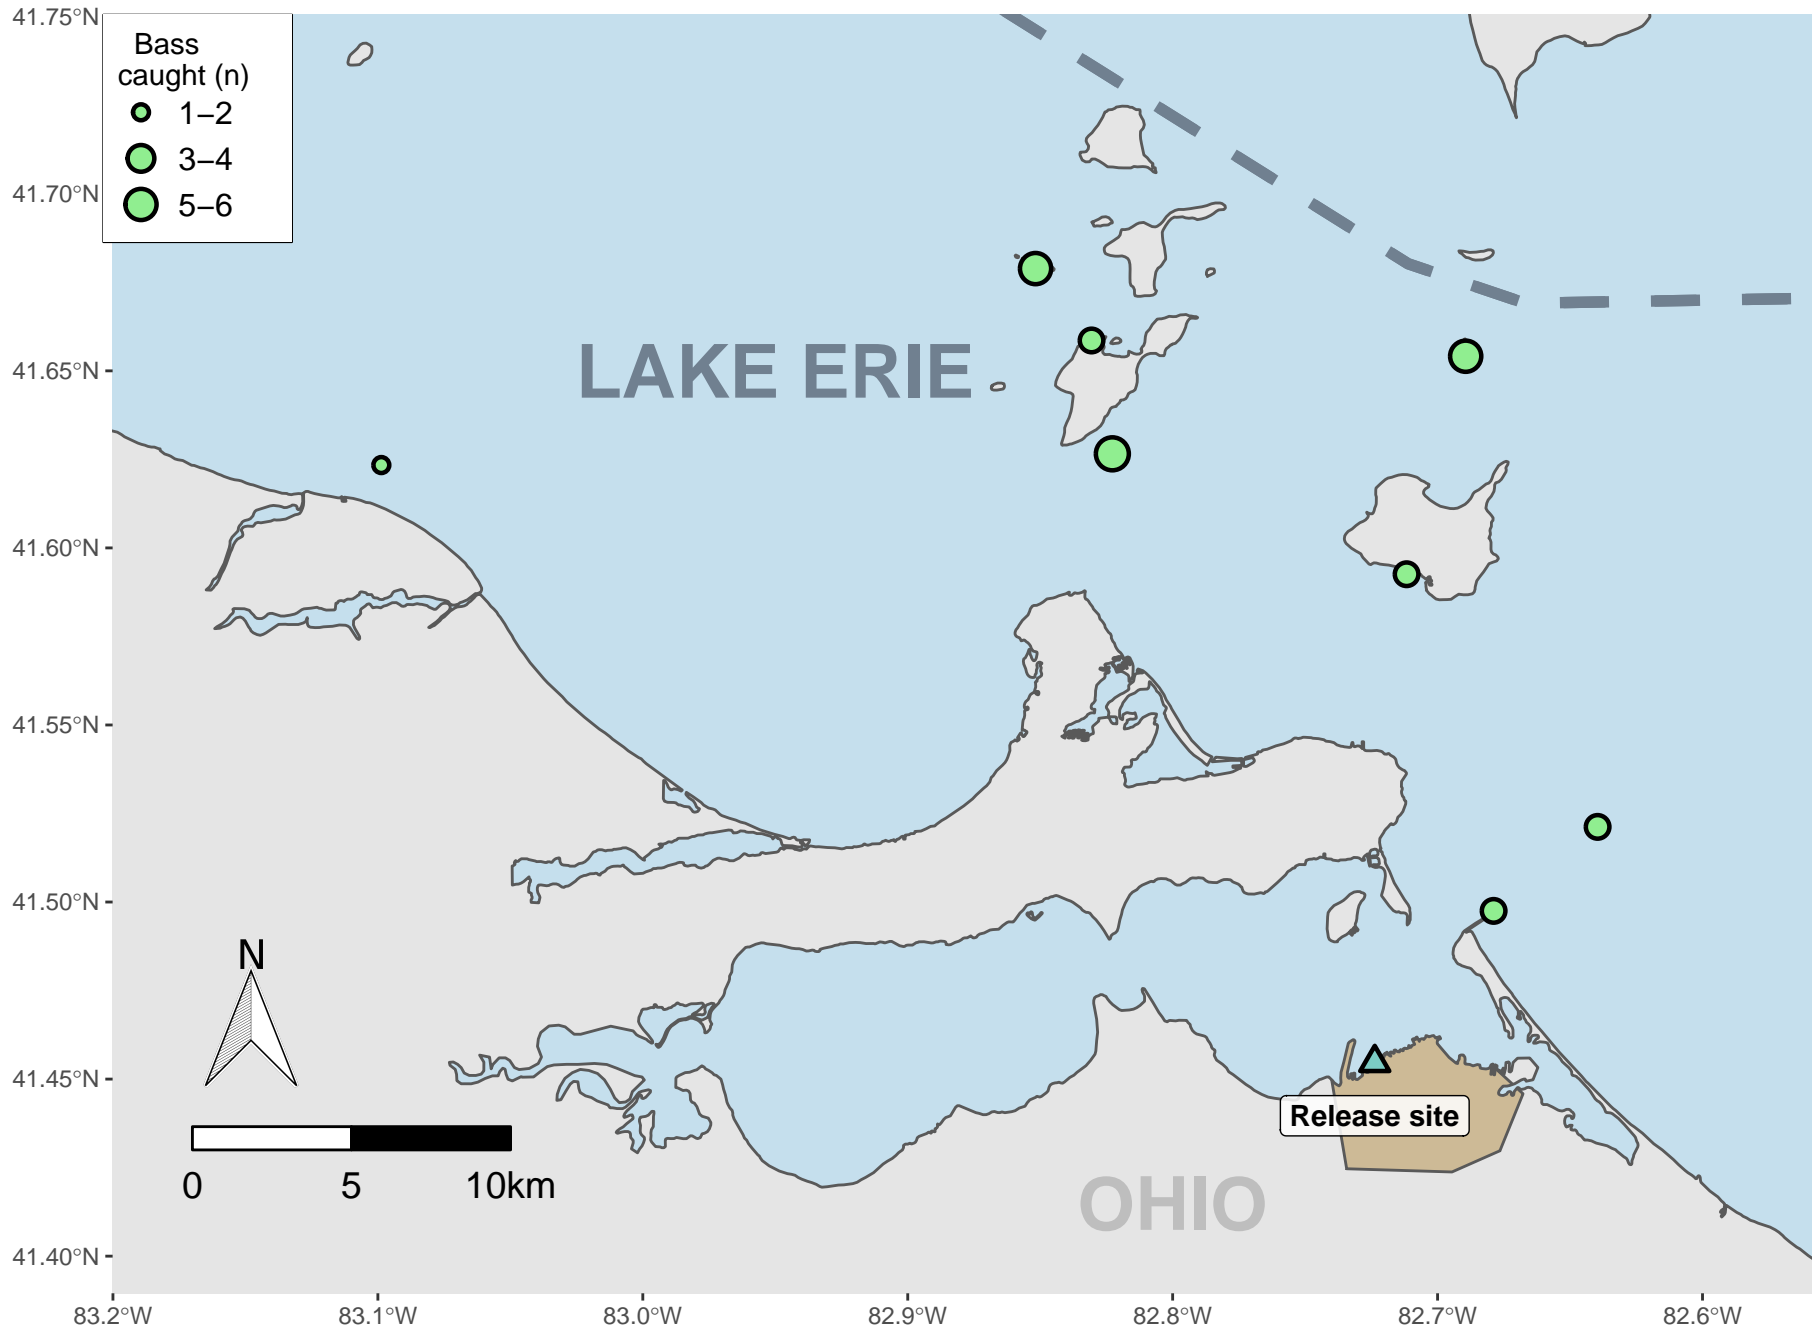 41.75°N
Bass
caught (n)
1–2
3–4
5–6
41.70°N
41.65°N
LAKE ERIE
41.60°N
41.55°N
41.50°N
N
41.45°N
Release site
0 5 10km
OHIO
41.40°N
83.2°W 83.1°W 83.0°W 82.9°W 82.8°W 82.7°W 82.6°W